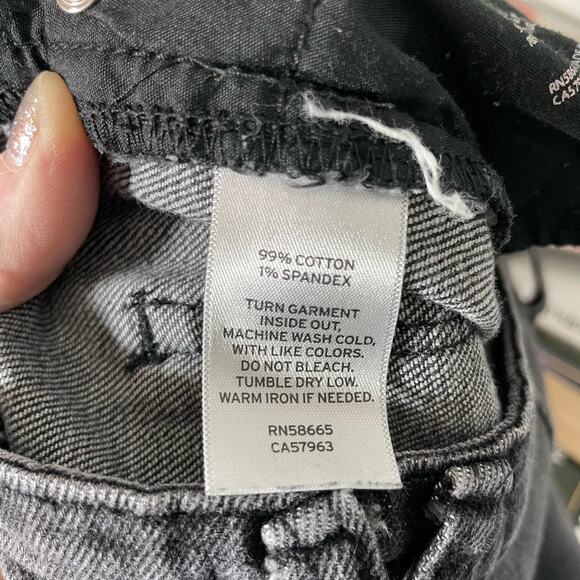 99% COTTON
1% SPANDEX
TURN GARMENT
INSIDE OUT,
MACHINE WASH COLD,
WITH LIKE COLORS.
DO NOT BLEACH.
TUMBLE DRY LOW.
WARM IRON IF NEEDED.
RN58665
CA57963